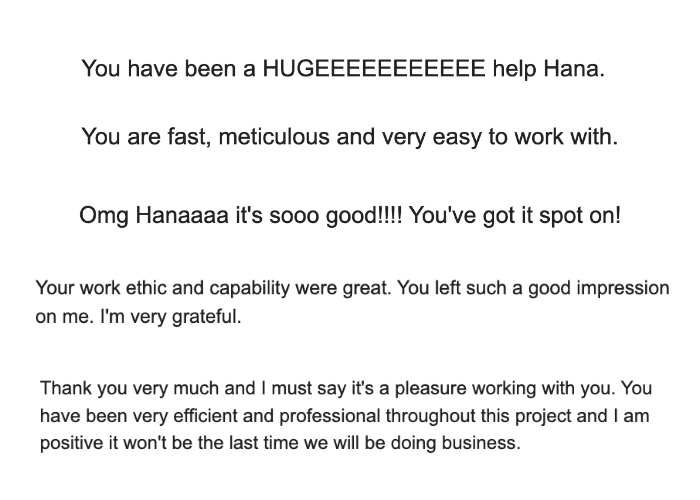 You have been a HUGEEEEEEEEEEE help Hana.
You are fast, meticulous and very easy to work with.
Omg Hanaaaa it's sooo good!!!! You've got it spot on!
Your work ethic and capability were great. You left such a good impression
on me. I'm very grateful.
Thank you very much and I must say it's a pleasure working with you. You
have been very efficient and professional throughout this project and I am
positive it won't be the last time we will be doing business.